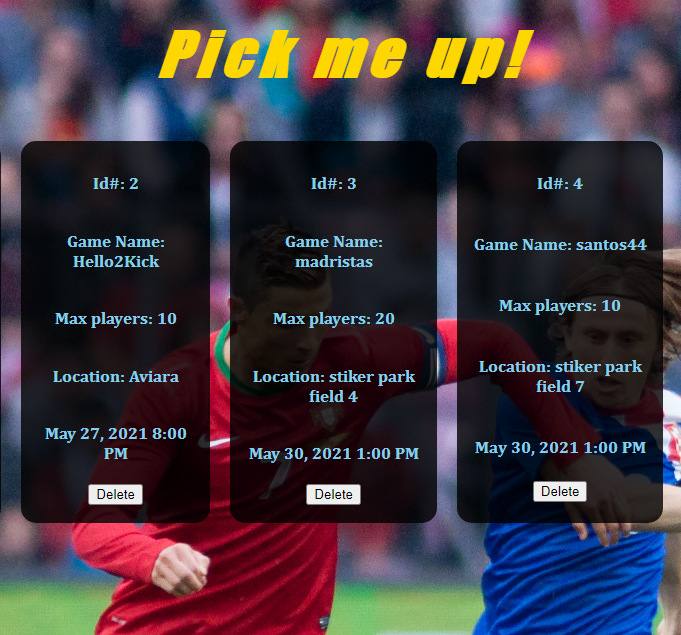 Pick me up!
Id#: 2
Game Name:
Hello2Kick
Max players: 10
Location: Aviara
May 27, 2021 8:00
PM
Delete
Id#: 3
Game Name:
madristas
Max players: 20
Location: stiker park
field 4
May 30, 2021 1:00 PM
Delete
Id#: 4
Game Name: santos44
Max players: 10
Location: stiker park
field 7
May 30, 2021 1:00 PM
Delete
7